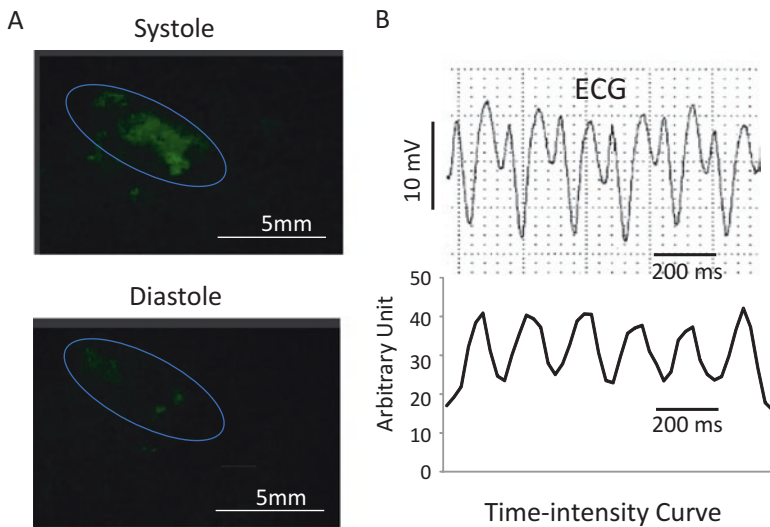 A
Systole
5mm
Diastole
5mm
B
ECG
10 mV
200 ms
50
40
30
20
10
0
Arbitrary Unit
200 ms
Time-intensity Curve